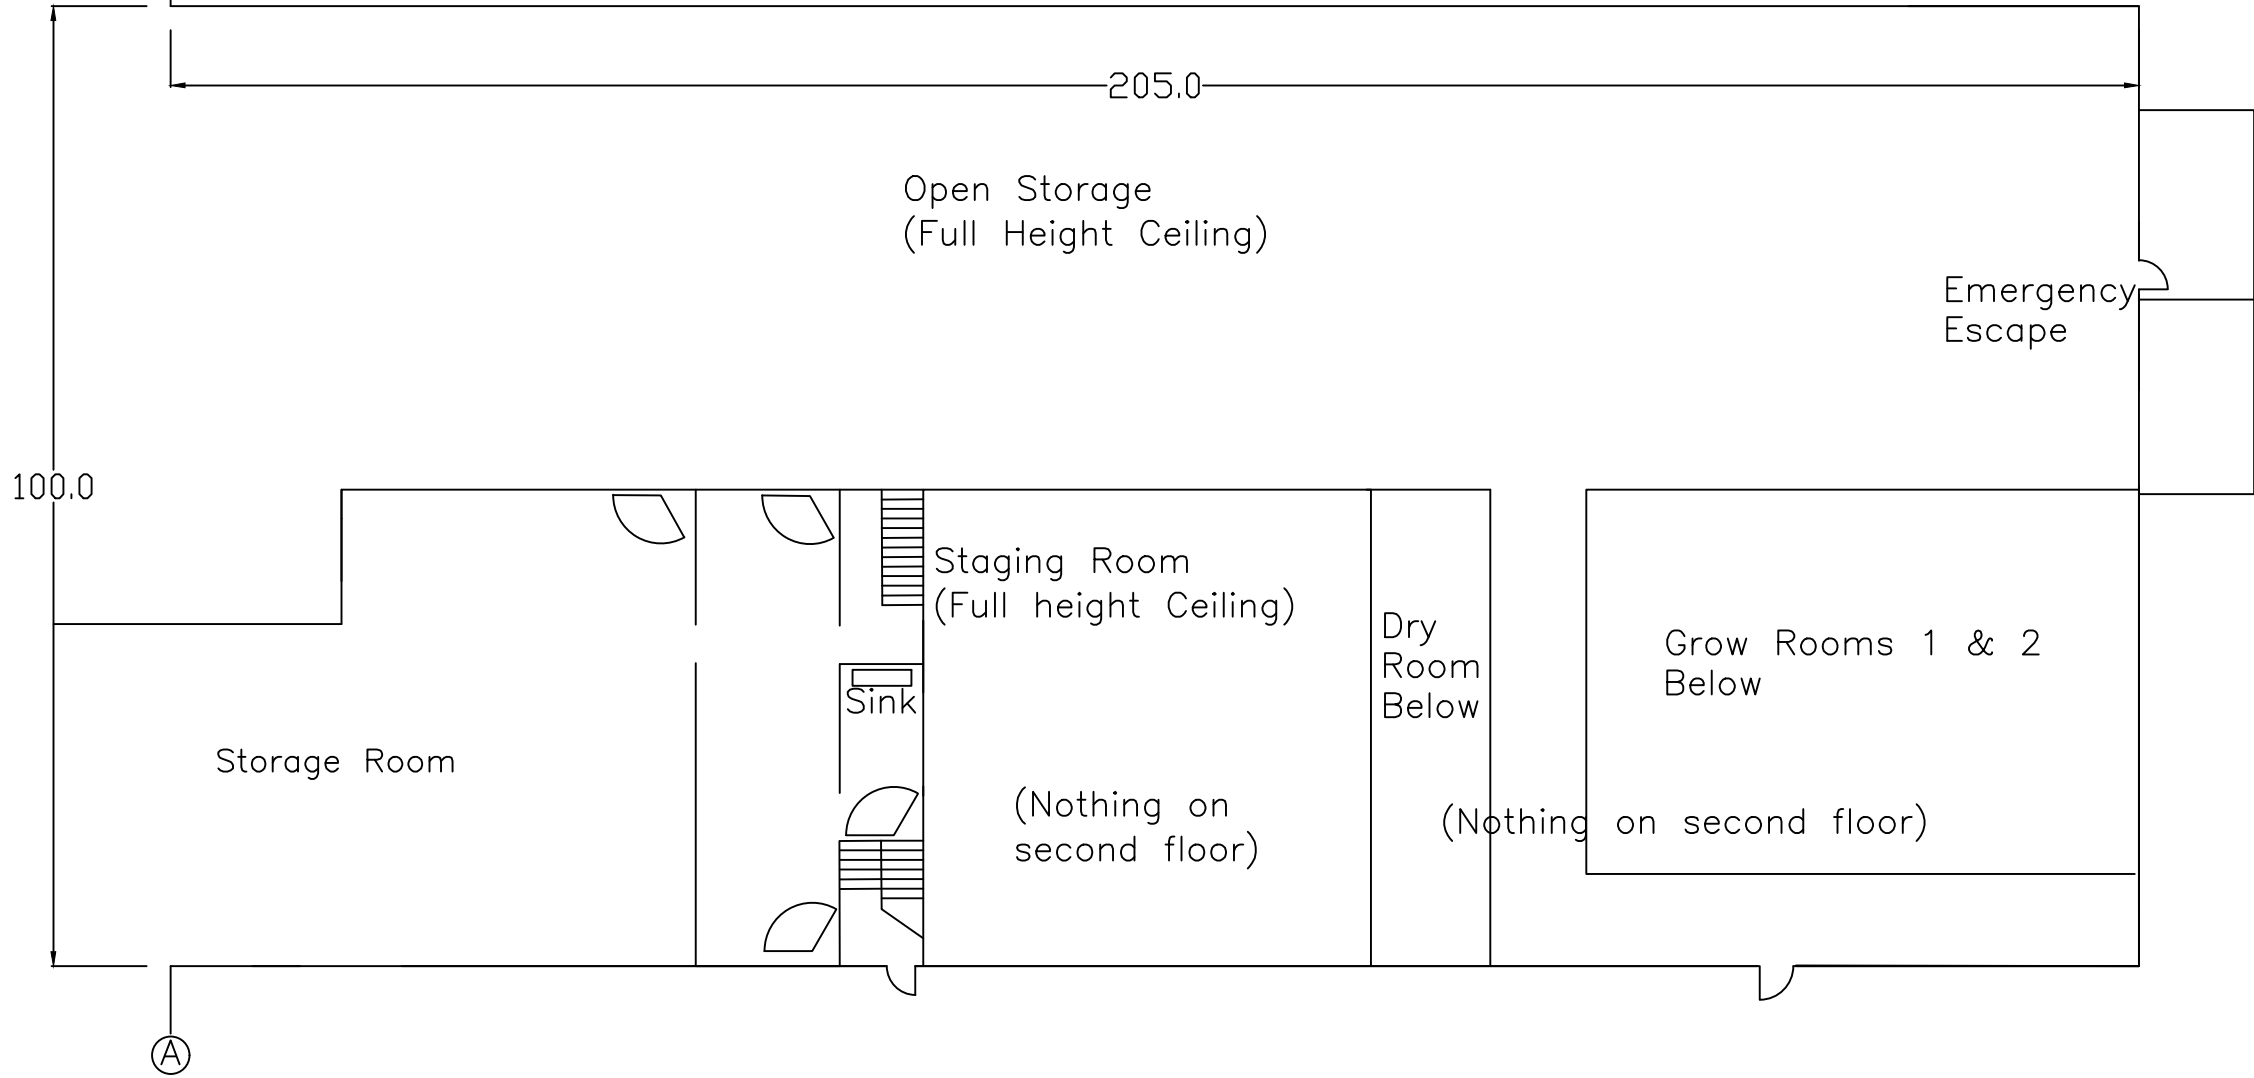 205.0
Open Storage
(Full Height Ceiling)
Emergency
Escape
100.0
Staging Room
(Full height Ceiling)
Dry
Room
Below
Grow Rooms 1 & 2
Below
Sink
Storage Room
(Nothing on
second floor)
(Nothing on second floor)
A